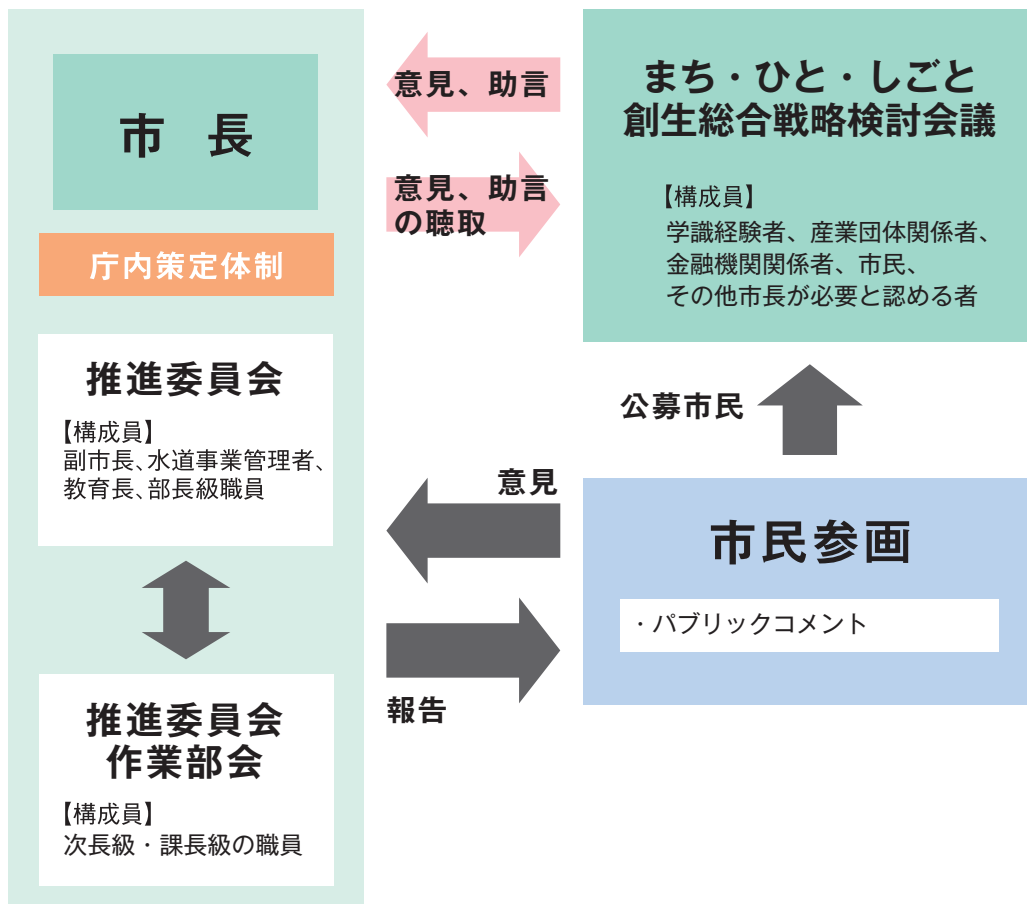 市　長
庁内策定体制
推進委員会
【構成員】
副市長、水道事業管理者、
教育長、部長級職員
推進委員会
作業部会
【構成員】
次長級・課長級の職員
意見、助言
意見、助言
の聴取
意見
報告
まち・ひと・しごと
創生総合戦略検討会議
【構成員】
学識経験者、産業団体関係者、
金融機関関係者、市民、
その他市長が必要と認める者
公募市民
市民参画
・パブリックコメント